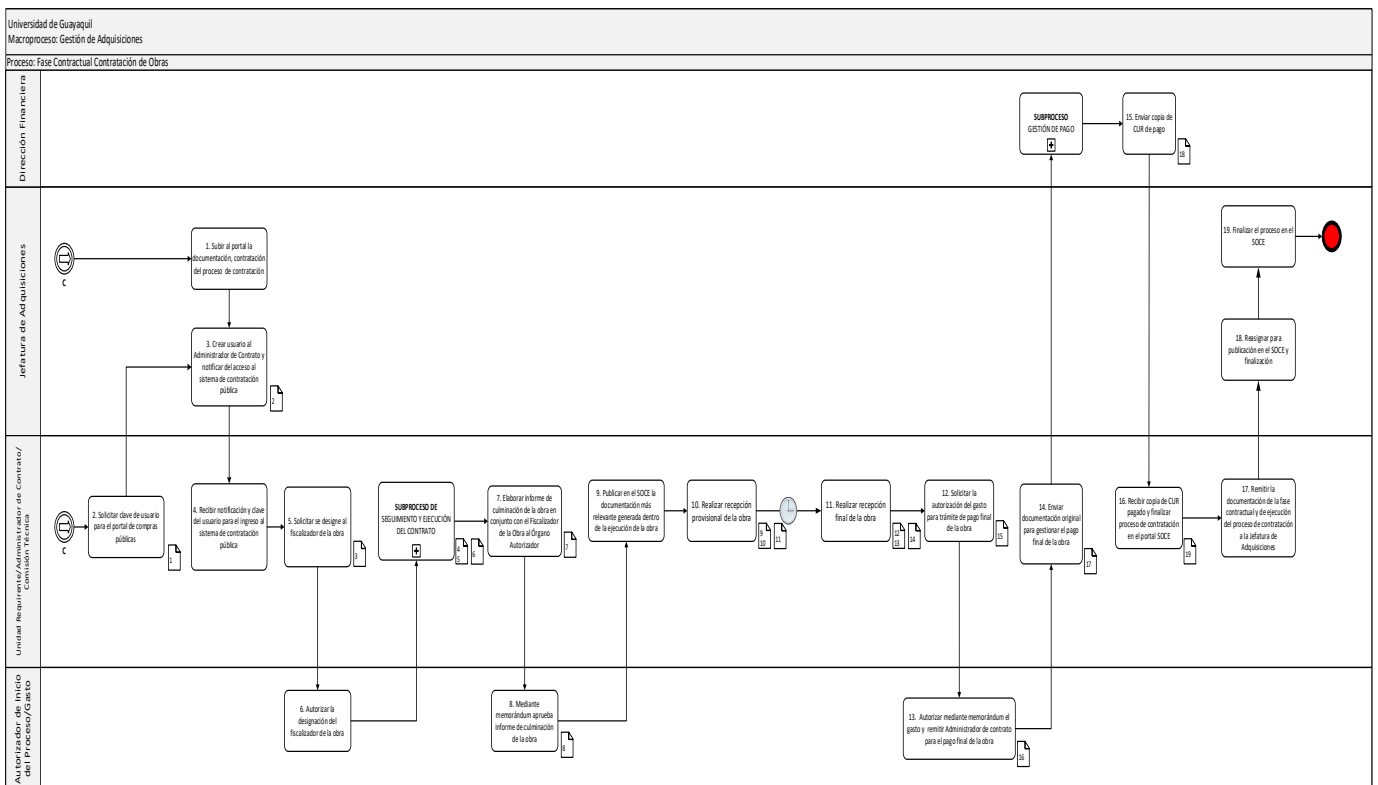 Universidad de Guayaquil
Macroproceso: Gestión de Adquisiciones
Proceso: Fase Contractual Contratación de Obras
Dirección Financiera
SUBPROCESO
GESTIÓN DE PAGO
15. Enviar copia de
CUR de pago
18
Jefatura de Adquisiciones
C
1. Subir al portal la
documentación, contratación
del proceso de contratación
3. Crear usuario al
Administrador de Contrato y
notificar del acceso al
sistema de contratación
pública
2
19. Finalizar el proceso en el
SOCE
18. Reasignar para
publicación en el SOCE y
finalización
Unidad Requirente/Administrador de Contrato/
Comisión Técnica
C
2. Solicitar clave de usuario
para el portal de compras
públicas
1
4. Recibir notificación y clave
del usuario para el ingreso al
sistema de contratación
pública
5. Solicitar se designe al
fiscalizador de la obra
3
SUBPROCESO DE
SEGUIMIENTO Y EJECUCIÓN
DEL CONTRATO
4
5
6
7. Elaborar informe de
culminación de la obra en
conjunto con el Fiscalizador
de la Obra al Órgano
Autorizador
7
9. Publicar en el SOCE la
documentación más
relevante generada dentro
de la ejecución de la obra
10. Realizar recepción
provisional de la obra
9
10
11
11. Realizar recepción
final de la obra
12
13
14
12. Solicitar la
autorización del gasto
para trámite de pago final
de la obra
15
14. Enviar
documentación original
para gestionar el pago
final de la obra
17
16. Recibir copia de CUR
pagado y finalizar
proceso de contratación
en el portal SOCE
19
17. Remitir la
documentación de la fase
contractual y de ejecución
del proceso de contratación
a la Jefatura de
Adquisiciones
Autorizador de Inicio
del Proceso/Gasto
6. Autorizar la
designación del
fiscalizador de la obra
8. Mediante
memorándum aprueba
informe de culminación
de la obra
8
13. Autorizar mediante memorándum el
gasto y remitir Administrador de contrato
para el pago final de la obra
16